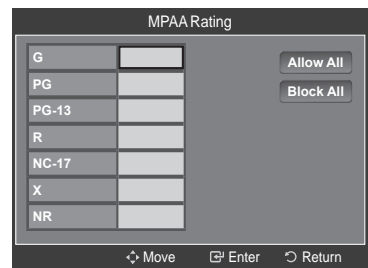 MPAA Rating
G
Allow All
PG
Block All
PG-13
R
NC-17
X
NR
Move Enter Return